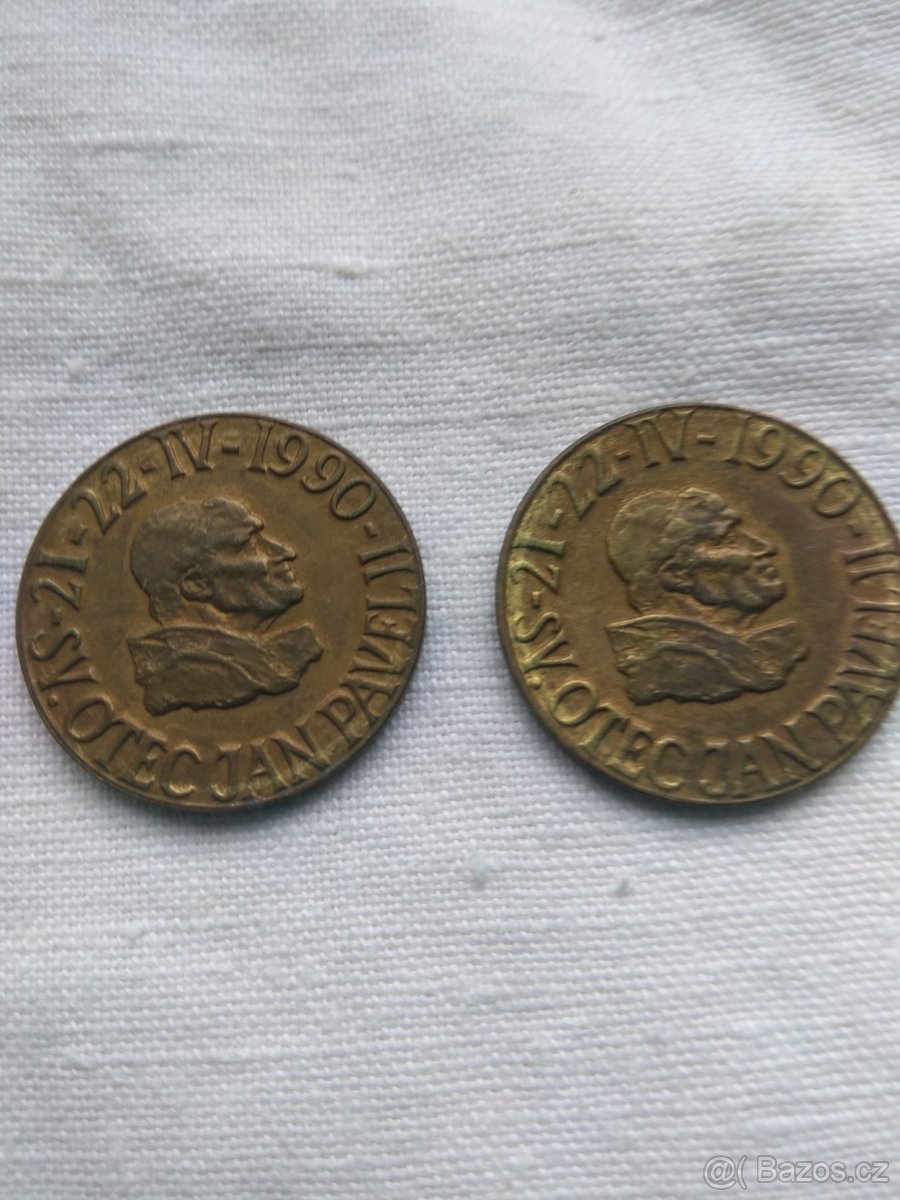 SV. OTEC JAN PAVEL II - 21 - 22 - IV - 1990 -
SV. OTEC JAN PAVEL II - 21 - 22 - IV - 1990 -
@( Bazos.cz